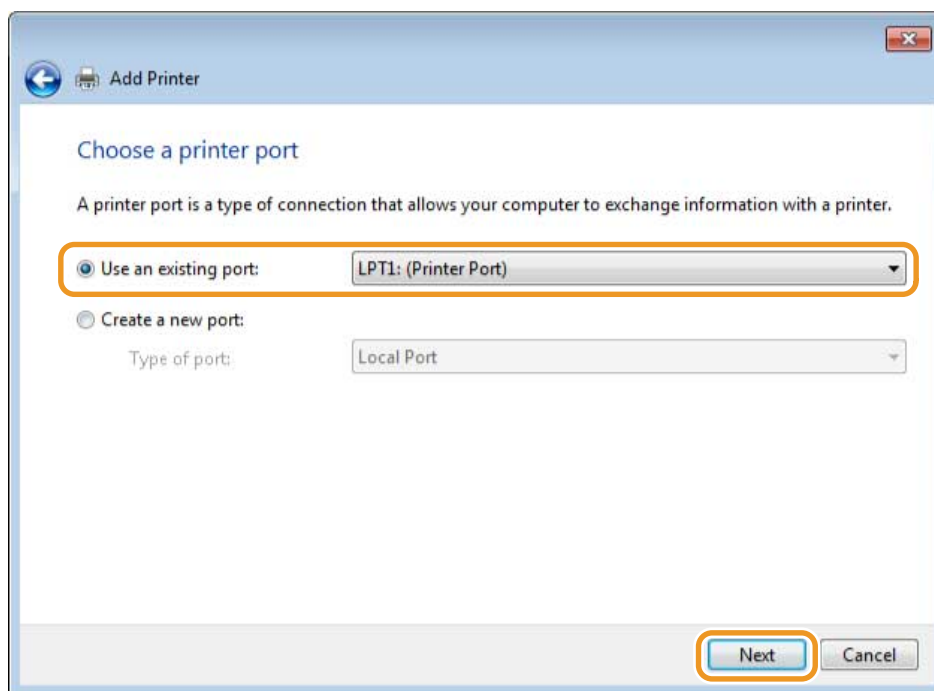 Add Printer
Choose a printer port
A printer port is a type of connection that allows your computer to exchange information with a printer.
Use an existing port: LPT1: (Printer Port)
Create a new port:
Type of port: Local Port
Next Cancel